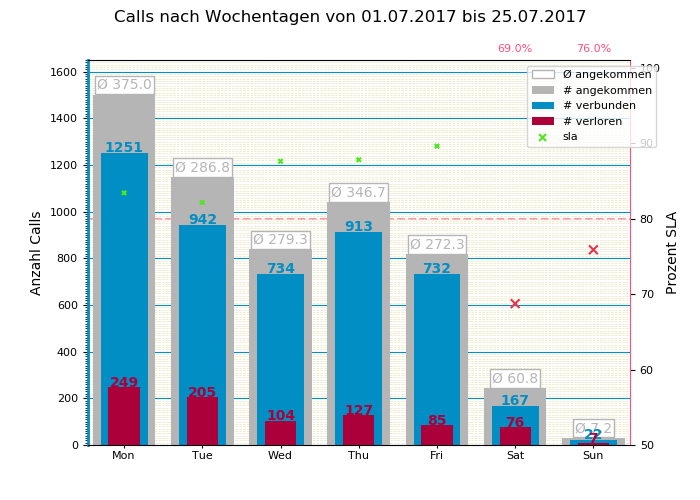 Calls nach Wochentagen von 01.07.2017 bis 25.07.2017
69.0% 76.0%
Ø angekommen
# angekommen
# verbunden
# verloren
sla
Anzahl Calls
1600
1400
1200
1000
800
600
400
200
0
Ø 375.0
1251
249
Ø 286.8
942
205
Ø 279.3
734
104
Ø 346.7
913
127
Ø 272.3
732
85
Ø 60.8
167
76
Ø 7.2
22
7
Mon Tue Wed Thu Fri Sat Sun
100
90
80
70
60
50
Prozent SLA